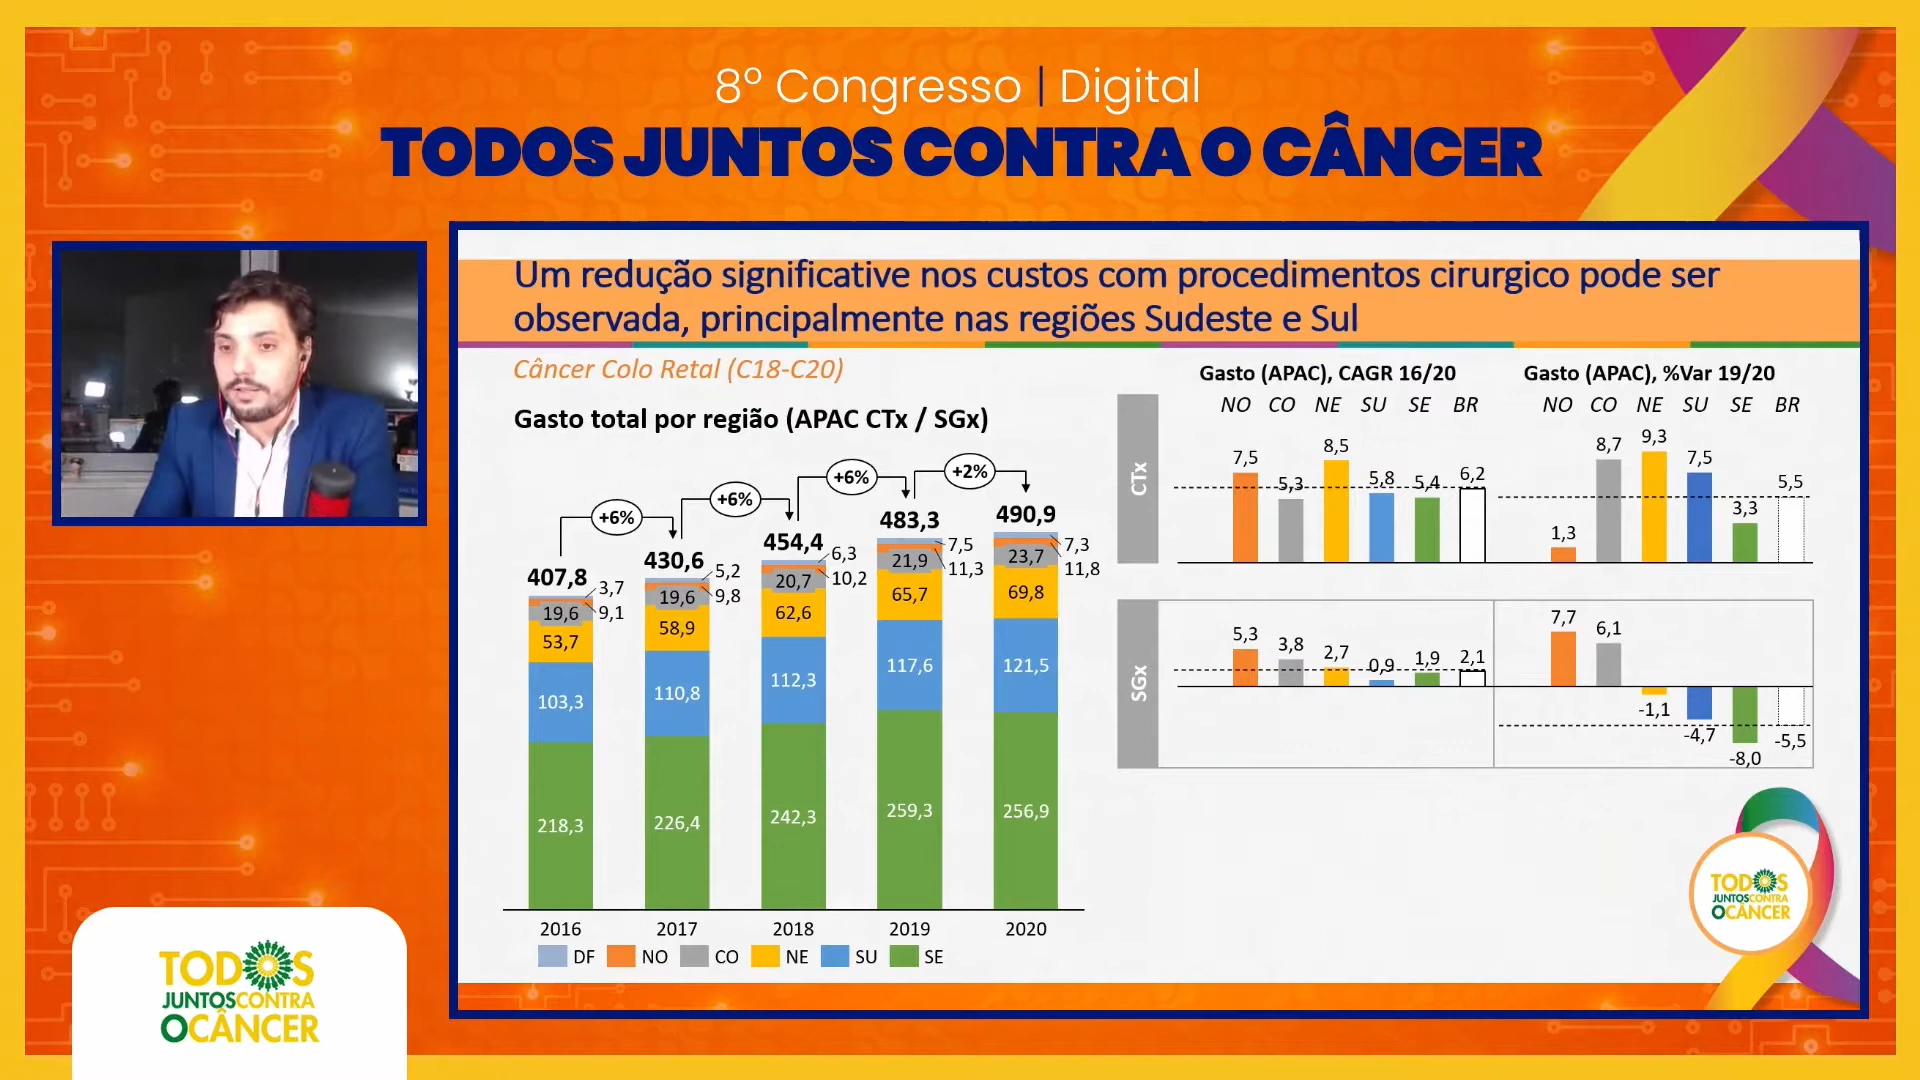 8º Congresso | Digital
TODOS JUNTOS CONTRA O CÂNCER
Um redução significative nos custos com procedimentos cirurgico pode ser
observada, principalmente nas regiões Sudeste e Sul
Câncer Colo Retal (C18-C20)
Gasto total por região (APAC CTx / SGx)
+6%
+6%
+6%
+2%
407,8
430,6
454,4
483,3
490,9
3,7
9,1
19,6
53,7
103,3
218,3
5,2
9,8
19,6
58,9
110,8
226,4
6,3
10,2
20,7
62,6
112,3
242,3
7,5
11,3
21,9
65,7
117,6
259,3
7,3
11,8
23,7
69,8
121,5
256,9
2016 2017 2018 2019 2020
DF NO CO NE SU SE
Gasto (APAC), CAGR 16/20
NO CO NE SU SE BR
Gasto (APAC), %Var 19/20
NO CO NE SU SE BR
CTx
7,5 5,3 8,5 5,8 5,4 6,2
1,3 8,7 9,3 7,5 3,3 5,5
SGx
5,3 3,8 2,7 0,9 1,9 2,1
7,7 6,1 -1,1 -4,7 -8,0 -5,5
TODOS
JUNTOSCONTRA
OCÂNCER
TODOS
JUNTOSCONTRA
OCÂNCER